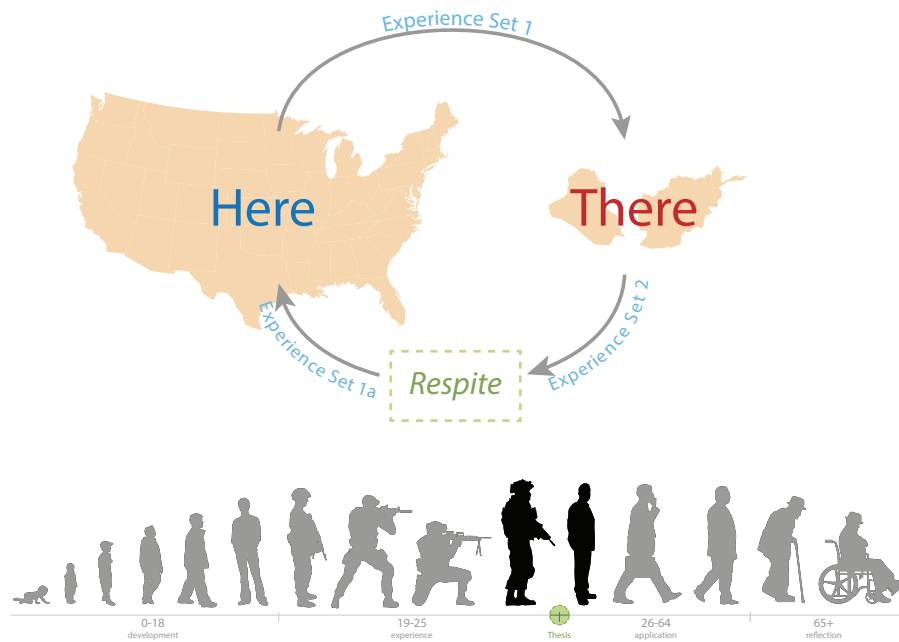 Experience Set 1
Here
There
Experience Set 2
Experience Set 1a
Respite
0-18
development
19-25
experience
Thesis
26-64
application
65+
reflection